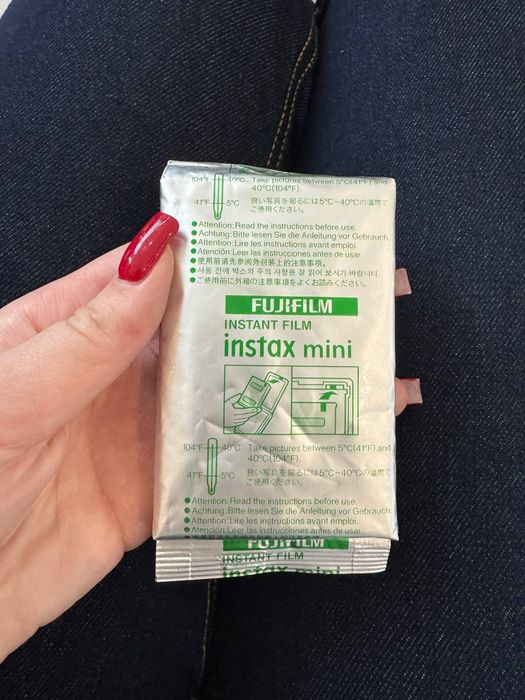 104°F 40°C Take pictures between 5°C(41°F) and
40°C(104°F).
41°F 5°C 良い写真を撮るには5°C~40°Cの温度で
ご使用ください。
●Attention:Read the instructions before use.
●Achtung:Bitte lesen Sie die Anleitung vor Gebrauch
●Attention:Lire les instructions avant emploi.
●Atención:Leer las instrucciones antes de usar.
●使用前请先参阅外包装上的注意事项。
●사용 전에 박스의 주의 사항을 잘 읽어 보시기 바랍니다.
●ご使用前に外箱の注意事項をよくお読みください。
FUJIFILM
INSTANT FILM
instax mini
104°F 40°C Take pictures between 5°C(41°F) and
40°C(104°F).
41°F 5°C 良い写真を撮るには5°C~40°Cの温度で
ご使用ください。
●Attention:Read the instructions before use.
●Achtung:Bitte lesen Sie die Anleitung vor Gebrauch
●Attention:Lire les instructions avant emploi.
●Atención:Leer las instrucciones antes de usar.
FUJIFILM
INSTANT FILM
instax mini